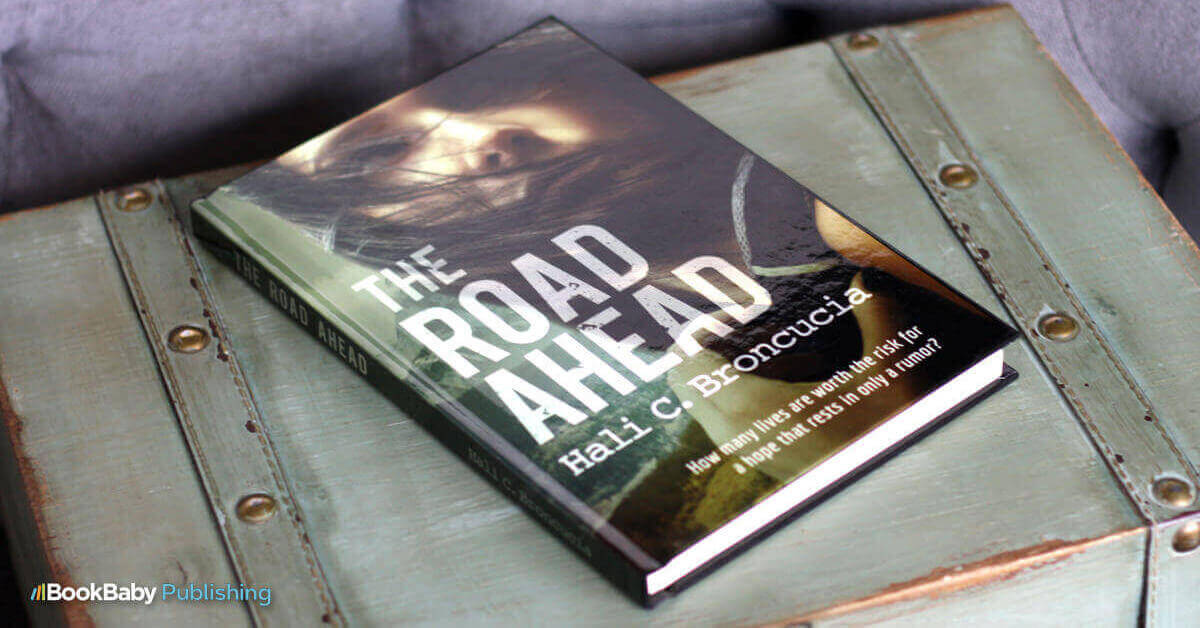 THE
ROAD
AHEAD
Hali C. Broncucia
How many lives are worth the risk for
a hope that rests in only a rumor?
THE ROAD AHEAD
Hali C. Broncucia
BookBaby Publishing